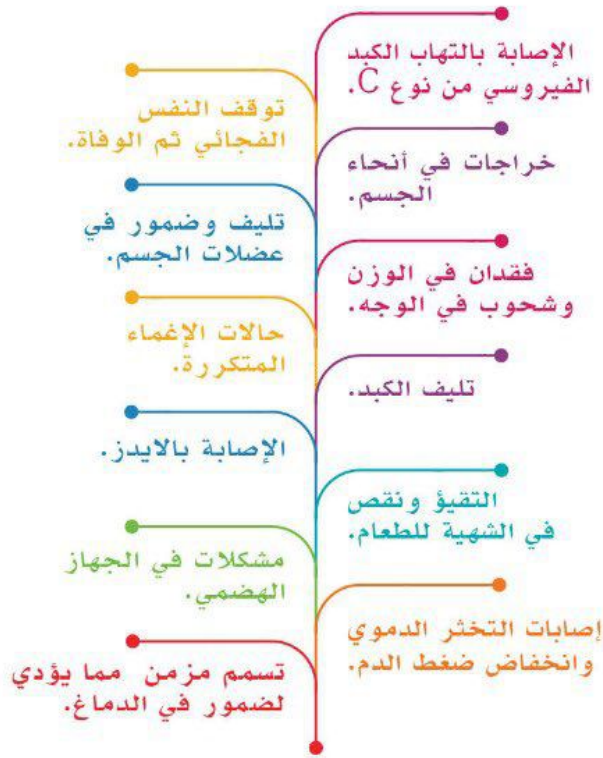 الإصابة بالتهاب الكبد
الفيروسي من نوع C.
توقف النفس
الفجائي ثم الوفاة.
خراجات في أنحاء
الجسم.
تليف وضمور في
عضلات الجسم.
فقدان في الوزن
وشحوب في الوجه.
حالات الإغماء
المتكررة.
تليف الكبد.
الإصابة بالايدز.
التقيؤ ونقص
في الشهية للطعام.
مشكلات في الجهاز
الهضمي.
إصابات التخثر الدموي
وانخفاض ضغط الدم.
تسمم مزمن مما يؤدي
لضمور في الدماغ.